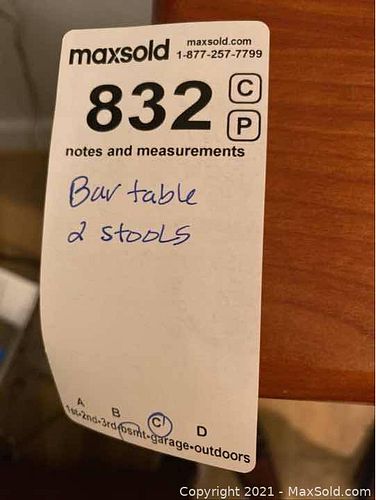 maxsold
maxsold.com
1-877-257-7799
832
C
P
notes and measurements
Bar table
2 stools
A B C D
1st•2nd•3rd•bsmt•garage•outdoors
Copyright © 2021 - MaxSold.com